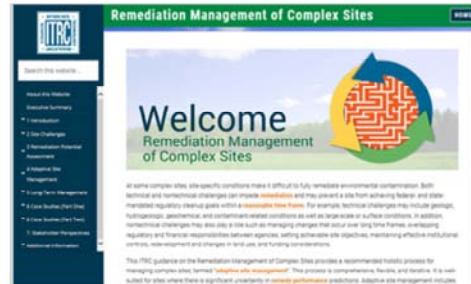 Remediation Management of Complex Sites
HOME
ITRC
Search this website ...
About this Website
Executive Summary
1 Introduction
2 Site Challenges
3 Remediation Potential
Assessment
4 Adaptive Site
Management
5 Long-Term Management
6 Case Studies (Part One)
6 Case Studies (Part Two)
7. Stakeholder Perspectives
Additional Information
Welcome
Remediation Management
of Complex Sites
At some complex sites, site-specific conditions make it difficult to fully remediate environmental contamination. Both
technical and nontechnical challenges can impede remediation and may prevent a site from achieving federal- and state-
mandated regulatory cleanup goals within a reasonable time frame. For example, technical challenges may include geologic,
hydrogeologic, geochemical, and contaminant-related conditions as well as large-scale or surface conditions. In addition,
nontechnical challenges may also play a role such as managing changes that occur over long time frames, overlapping
regulatory and financial responsibilities between agencies, setting achievable site objectives, maintaining effective institutional
controls, redevelopment and changes in land use, and funding considerations.
This ITRC guidance on the Remediation Management of Complex Sites provides a recommended holistic process for
managing complex sites, termed "adaptive site management". This process is comprehensive, flexible, and iterative. It is well-
suited for sites where there is significant uncertainty in remedy performance predictions. Adaptive site management includes